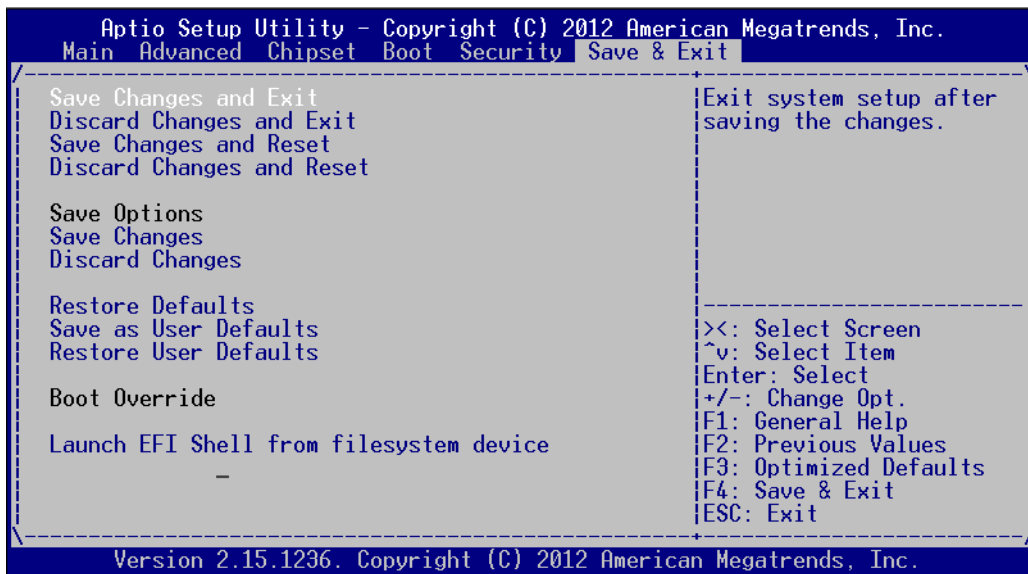 Aptio Setup Utility - Copyright (C) 2012 American Megatrends, Inc.
Main Advanced Chipset Boot Security Save & Exit
Save Changes and Exit
Discard Changes and Exit
Save Changes and Reset
Discard Changes and Reset
Save Options
Save Changes
Discard Changes
Restore Defaults
Save as User Defaults
Restore User Defaults
Boot Override
Launch EFI Shell from filesystem device
Exit system setup after
saving the changes.
><: Select Screen
^v: Select Item
Enter: Select
+/-: Change Opt.
F1: General Help
F2: Previous Values
F3: Optimized Defaults
F4: Save & Exit
ESC: Exit
Version 2.15.1236. Copyright (C) 2012 American Megatrends, Inc.